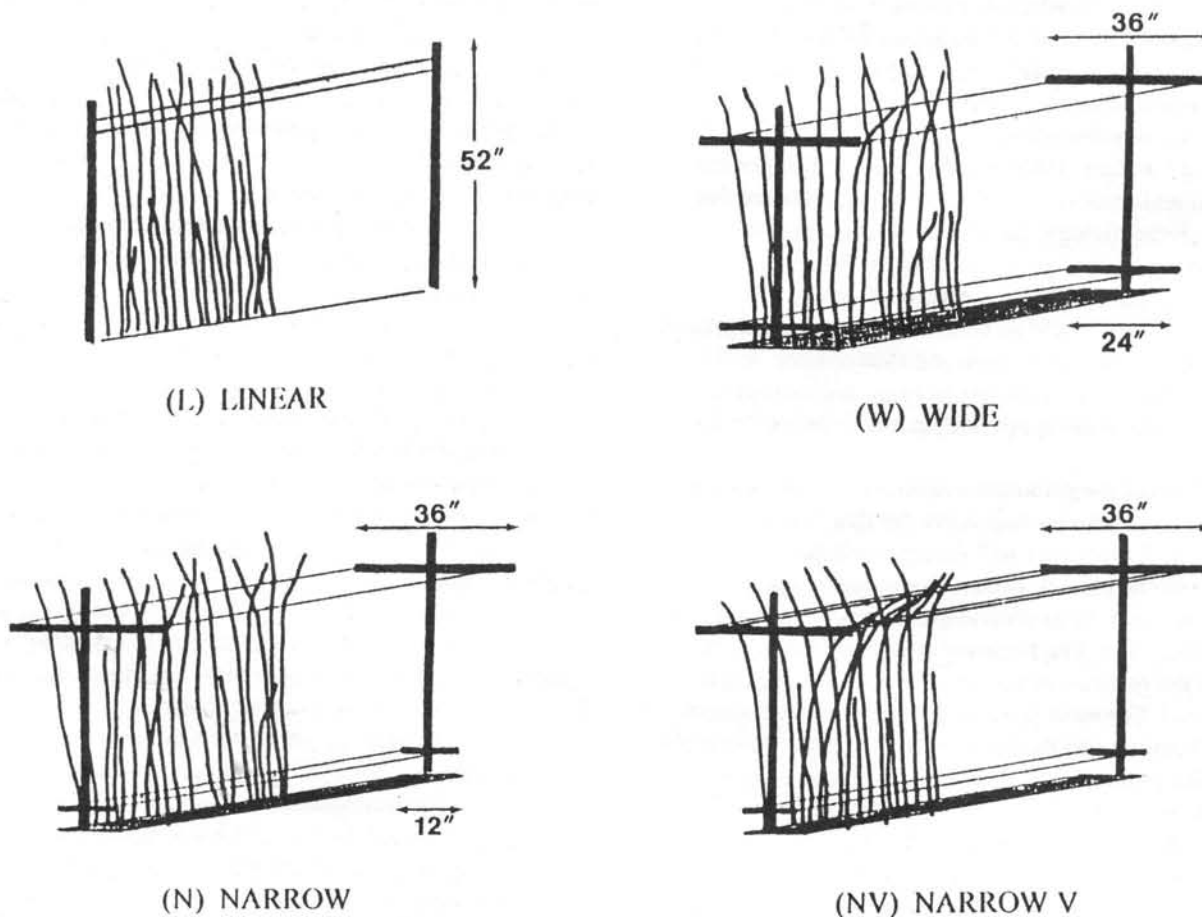 36"
52"
24"
(L) LINEAR
(W) WIDE
36"
36"
12"
(N) NARROW
(NV) NARROW V